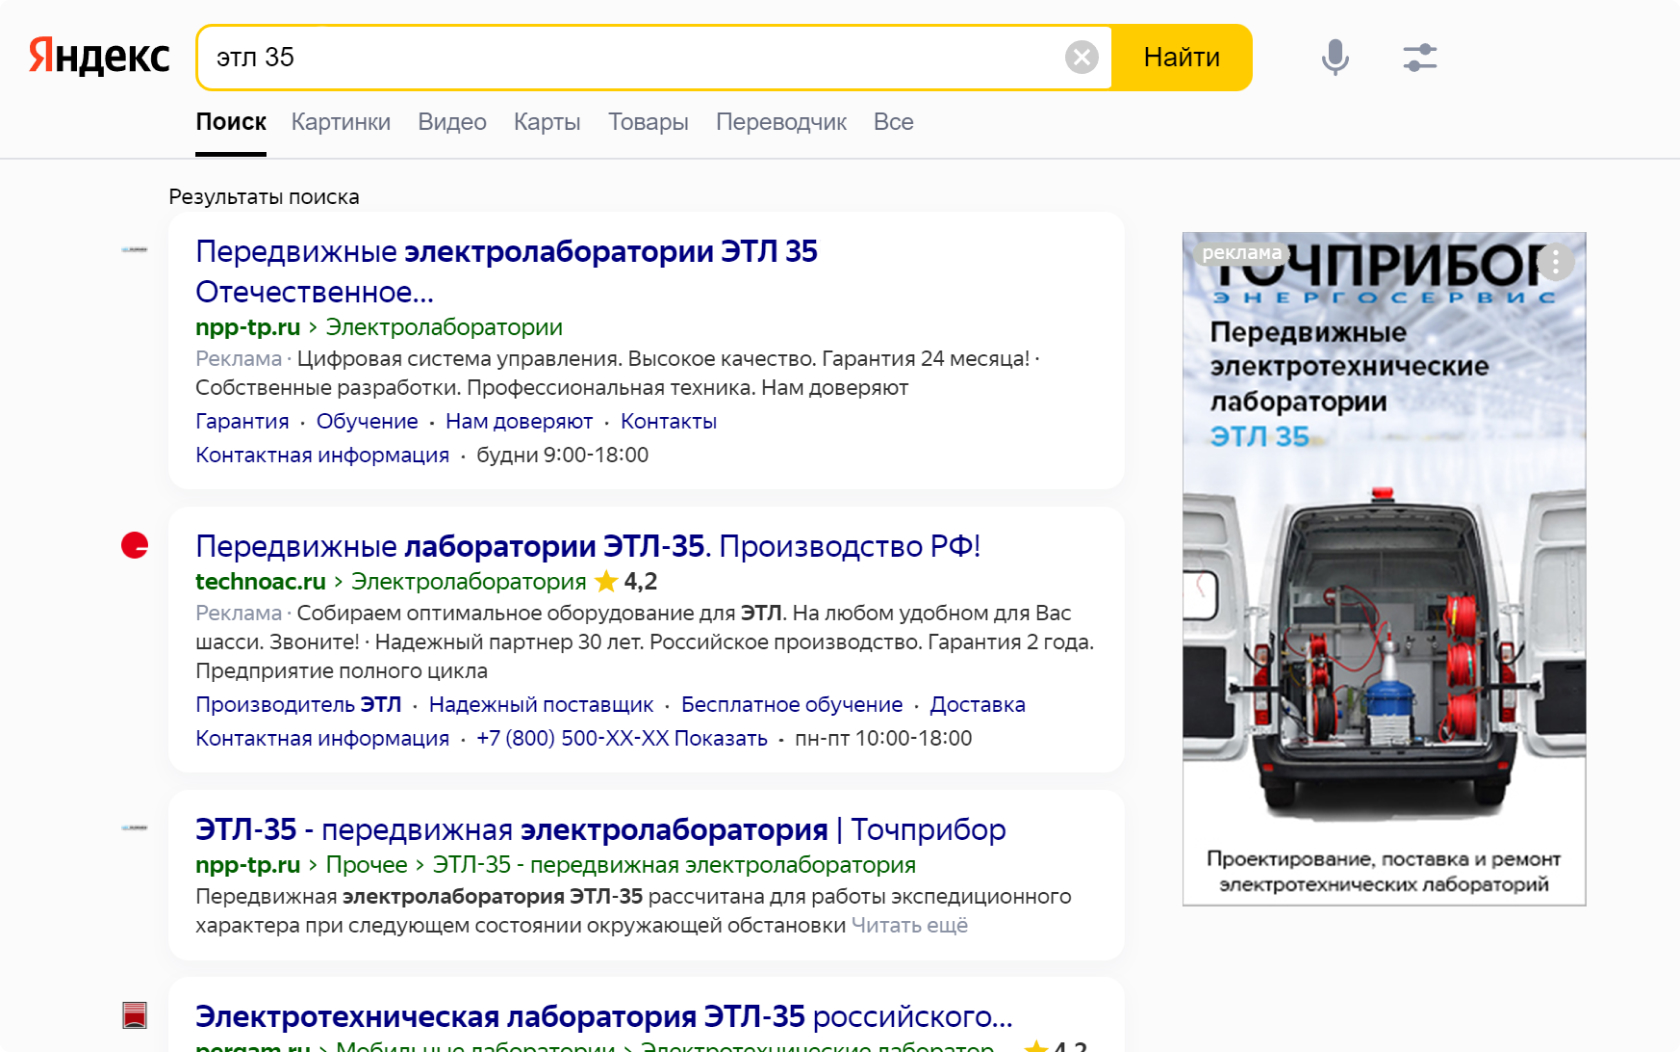 Яндекс
этл 35
Найти
Поиск Картинки Видео Карты Товары Переводчик Все
Результаты поиска
Передвижные электролаборатории ЭТЛ 35
Отечественное...
npp-tp.ru › Электролаборатории
Реклама · Цифровая система управления. Высокое качество. Гарантия 24 месяца! ·
Собственные разработки. Профессиональная техника. Нам доверяют
Гарантия · Обучение · Нам доверяют · Контакты
Контактная информация · будни 9:00-18:00
Передвижные лаборатории ЭТЛ-35. Производство РФ!
technoac.ru › Электролаборатория 4,2
Реклама · Собираем оптимальное оборудование для ЭТЛ. На любом удобном для Вас
шасси. Звоните! · Надежный партнер 30 лет. Российское производство. Гарантия 2 года.
Предприятие полного цикла
Производитель ЭТЛ · Надежный поставщик · Бесплатное обучение · Доставка
Контактная информация · +7 (800) 500-XX-XX Показать · пн-пт 10:00-18:00
ЭТЛ-35 - передвижная электролаборатория | Точприбор
npp-tp.ru › Прочее › ЭТЛ-35 - передвижная электролаборатория
Передвижная электролаборатория ЭТЛ-35 рассчитана для работы экспедиционного
характера при следующем состоянии окружающей обстановки Читать ещё
Электротехническая лаборатория ЭТЛ-35 российского...
pergam.ru › Мобильные лаборатории › Электротехнические лаборатор... 4,2
реклама
ТОЧПРИБОР
ЭНЕРГОСЕРВИС
Передвижные
электротехнические
лаборатории
ЭТЛ 35
Проектирование, поставка и ремонт
электротехнических лабораторий